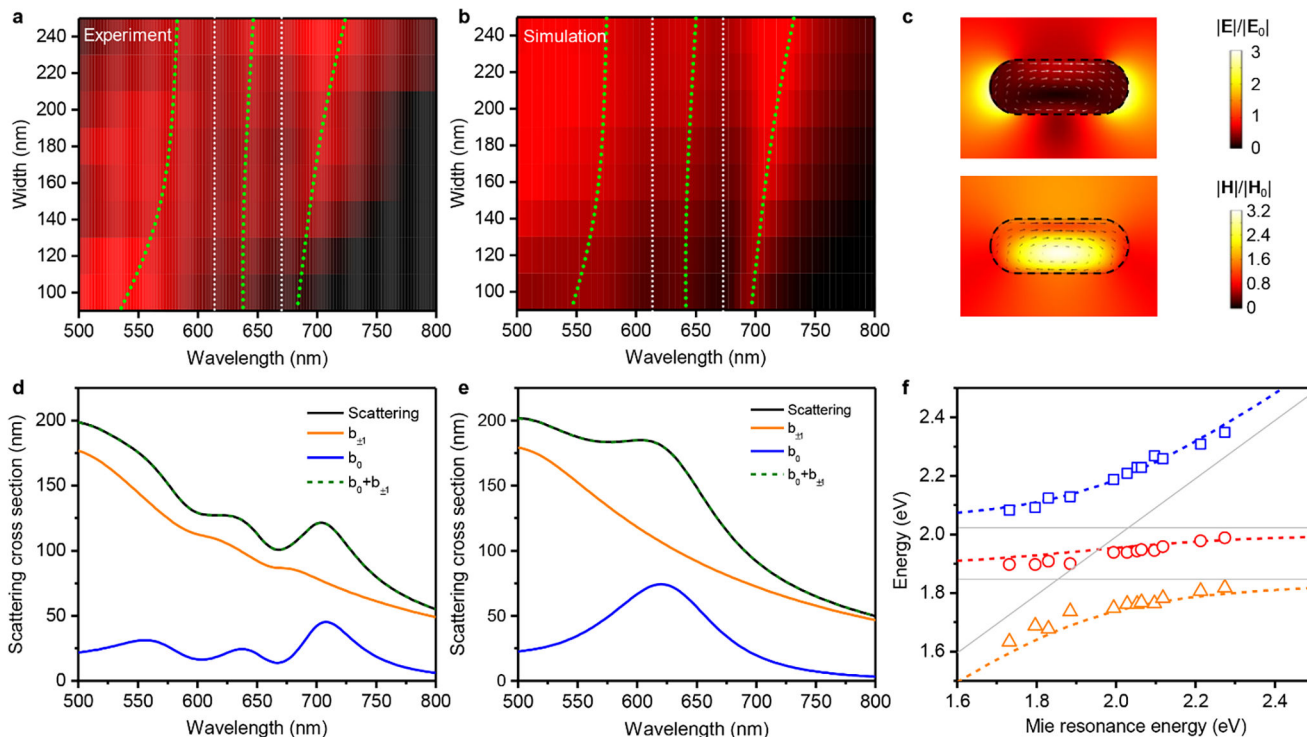 a
Experiment
240
220
200
180
160
140
120
100
Width (nm)
500 550 600 650 700 750 800
Wavelength (nm)
b
Simulation
240
220
200
180
160
140
120
100
Width (nm)
500 550 600 650 700 750 800
Wavelength (nm)
c
|E|/|E₀|
3
2
1
0
|H|/|H₀|
3.2
2.4
1.6
0.8
0
d
Scattering
b±1
b₀
b₀+b±1
200
150
100
50
0
Scattering cross section (nm)
500 550 600 650 700 750 800
Wavelength (nm)
e
Scattering
b±1
b₀
b₀+b±1
200
150
100
50
0
Scattering cross section (nm)
500 550 600 650 700 750 800
Wavelength (nm)
f
2.4
2.2
2.0
1.8
1.6
Energy (eV)
1.6 1.8 2.0 2.2 2.4
Mie resonance energy (eV)